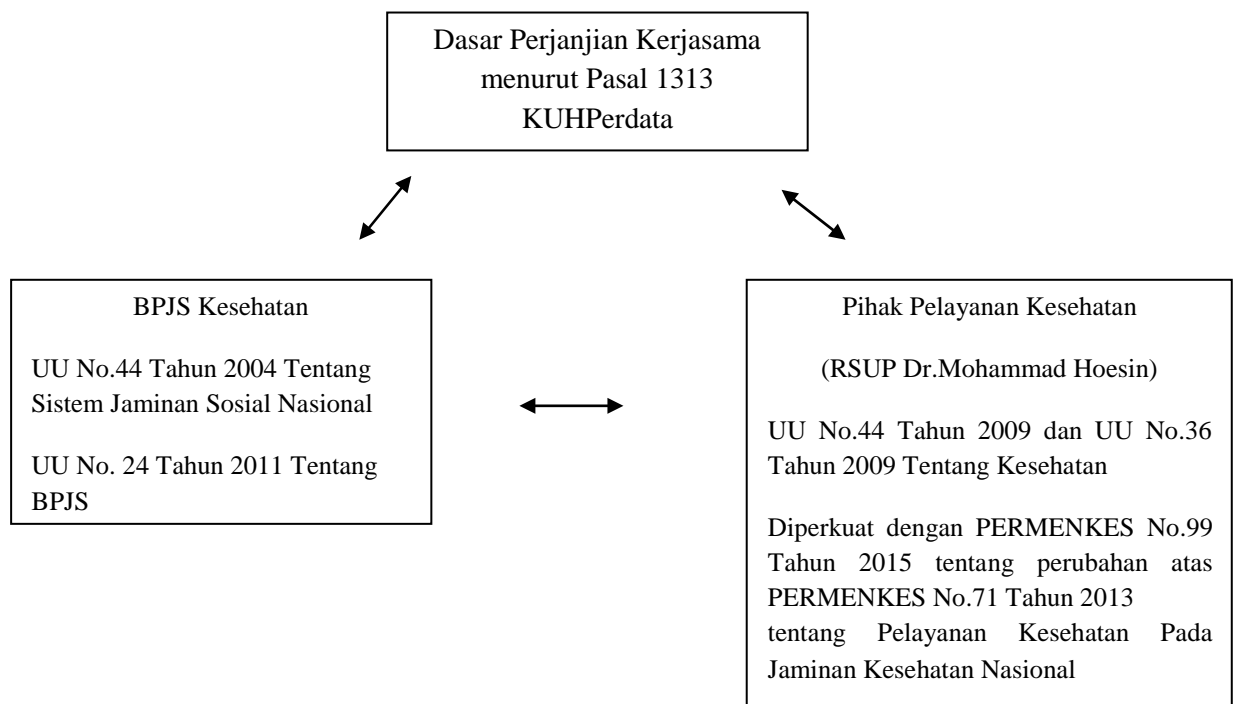 Dasar Perjanjian Kerjasama
menurut Pasal 1313
KUHPerdata
BPJS Kesehatan
UU No.44 Tahun 2004 Tentang
Sistem Jaminan Sosial Nasional
UU No. 24 Tahun 2011 Tentang
BPJS
Pihak Pelayanan Kesehatan
(RSUP Dr.Mohammad Hoesin)
UU No.44 Tahun 2009 dan UU No.36
Tahun 2009 Tentang Kesehatan
Diperkuat dengan PERMENKES No.99
Tahun 2015 tentang perubahan atas
PERMENKES No.71 Tahun 2013
tentang Pelayanan Kesehatan Pada
Jaminan Kesehatan Nasional